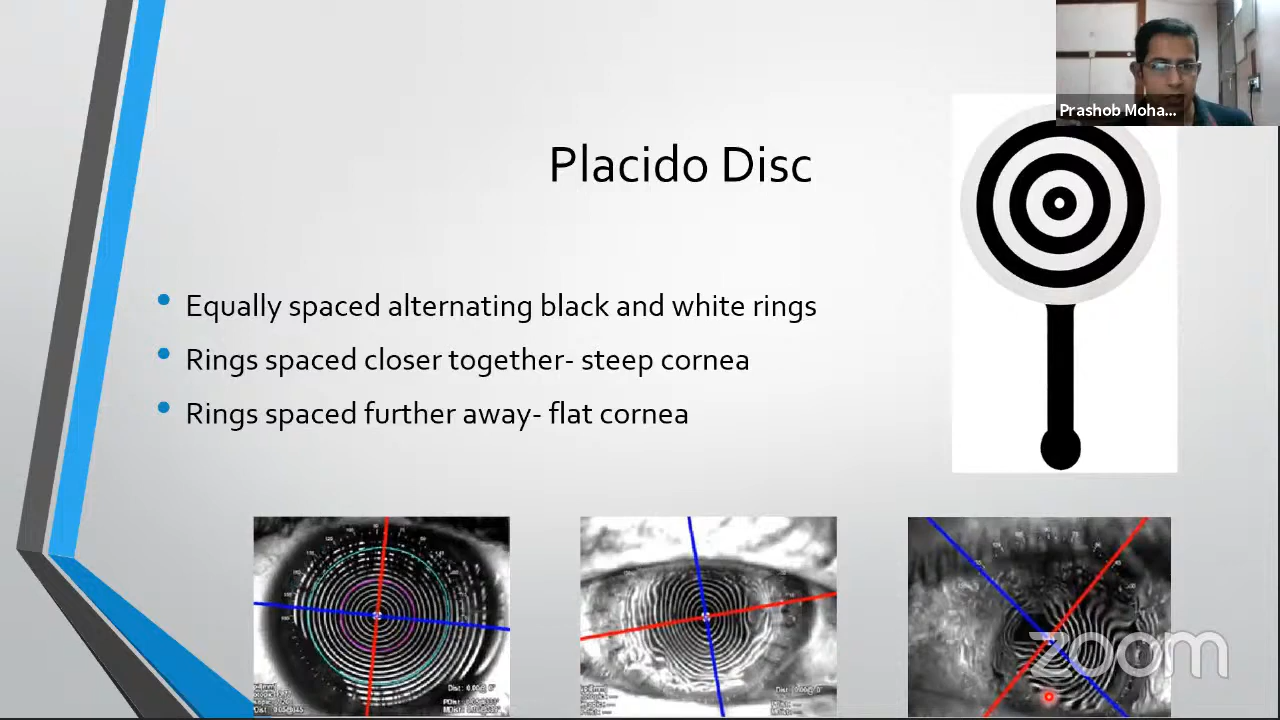 Prashob Moha...
Placido Disc
Equally spaced alternating black and white rings
Rings spaced closer together- steep cornea
Rings spaced further away- flat cornea
zoom